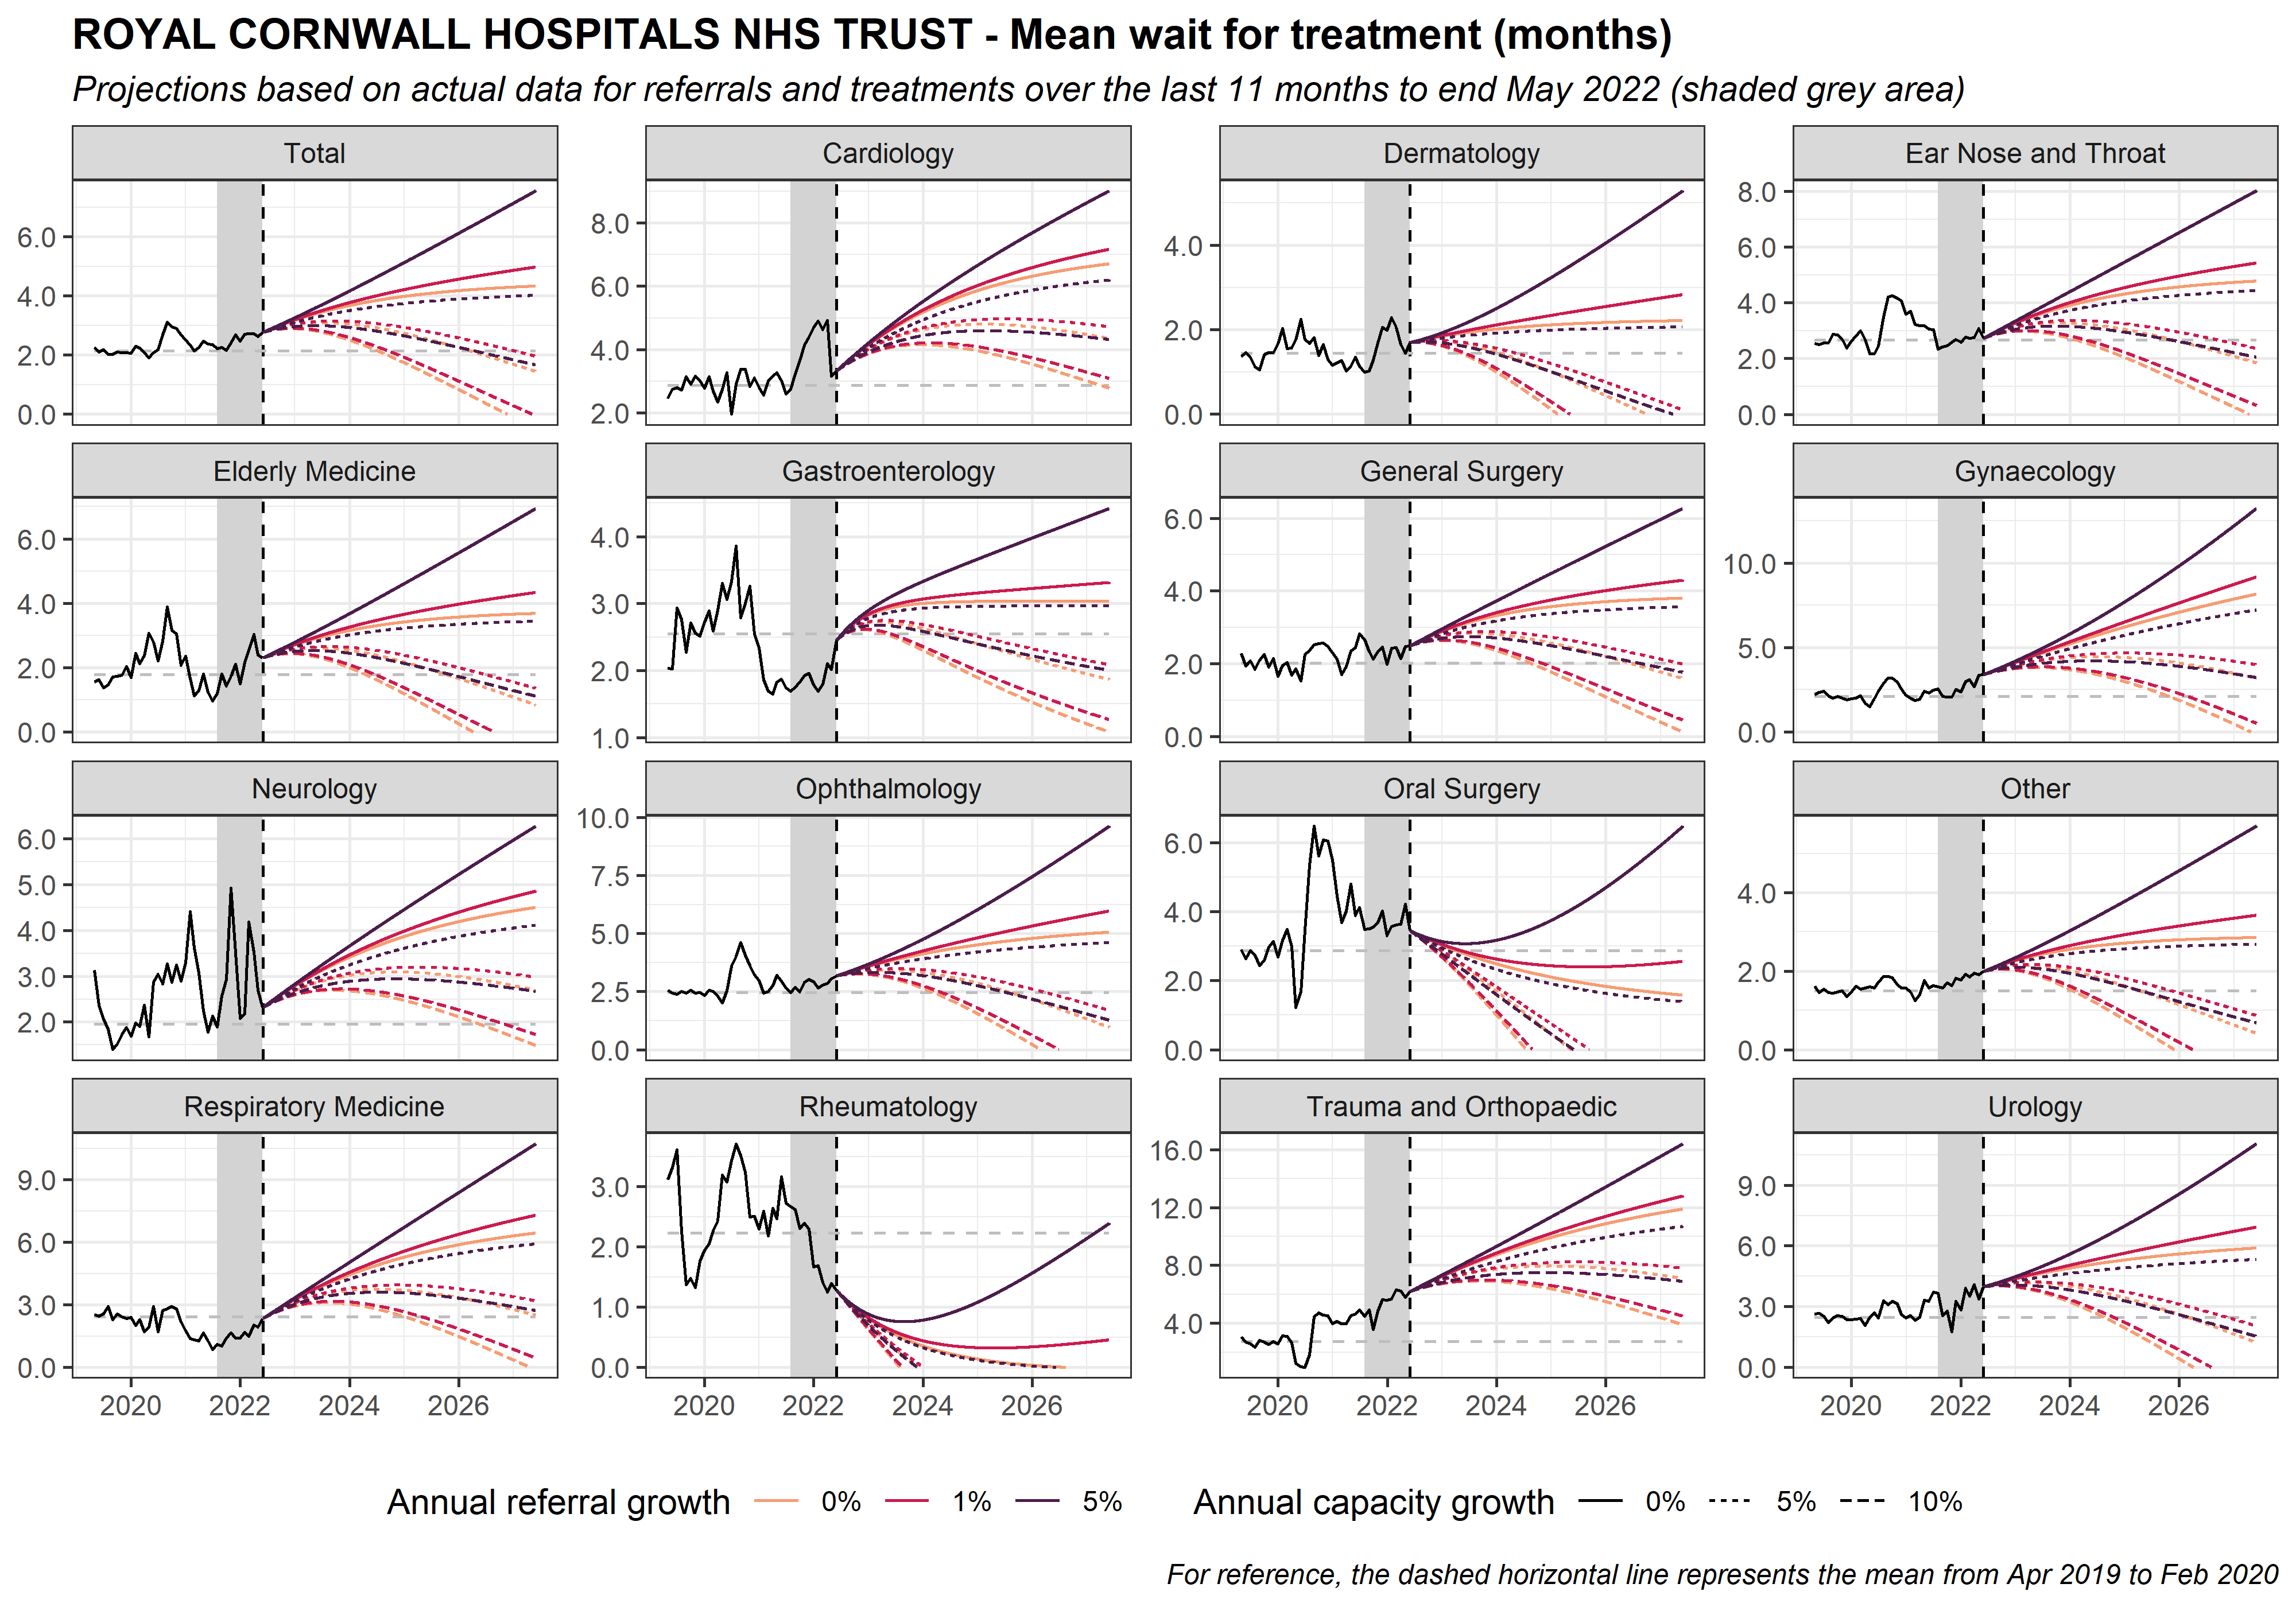 ROYAL CORNWALL HOSPITALS NHS TRUST - Mean wait for treatment (months)
Projections based on actual data for referrals and treatments over the last 11 months to end May 2022 (shaded grey area)
Total
Cardiology
Dermatology
Ear Nose and Throat
6.0
4.0
2.0
0.0
8.0
6.0
4.0
2.0
4.0
2.0
0.0
8.0
6.0
4.0
2.0
0.0
Elderly Medicine
Gastroenterology
General Surgery
Gynaecology
6.0
4.0
2.0
0.0
4.0
3.0
2.0
1.0
6.0
4.0
2.0
0.0
10.0
5.0
0.0
Neurology
Ophthalmology
Oral Surgery
Other
6.0
5.0
4.0
3.0
2.0
10.0
7.5
5.0
2.5
0.0
6.0
4.0
2.0
0.0
4.0
2.0
0.0
Respiratory Medicine
Rheumatology
Trauma and Orthopaedic
Urology
9.0
6.0
3.0
0.0
3.0
2.0
1.0
0.0
16.0
12.0
8.0
4.0
9.0
6.0
3.0
0.0
2020 2022 2024 2026
2020 2022 2024 2026
2020 2022 2024 2026
2020 2022 2024 2026
Annual referral growth 0% 1% 5%
Annual capacity growth 0% 5% 10%
For reference, the dashed horizontal line represents the mean from Apr 2019 to Feb 2020